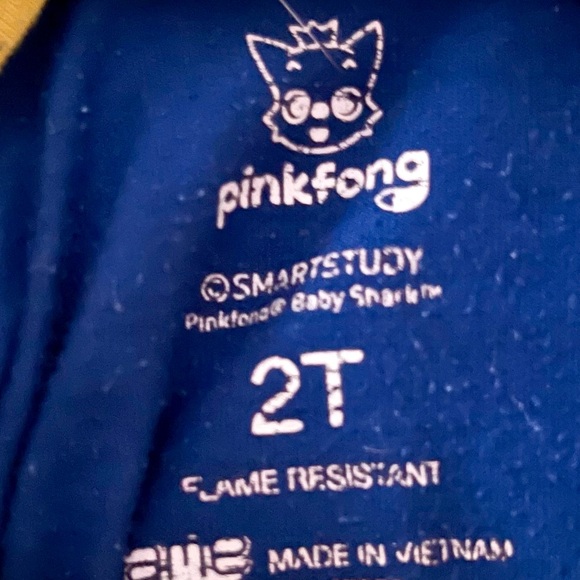 pinkfong
©SMARTSTUDY
Pinkfong® Baby Shark™
2T
FLAME RESISTANT
MADE IN VIETNAM